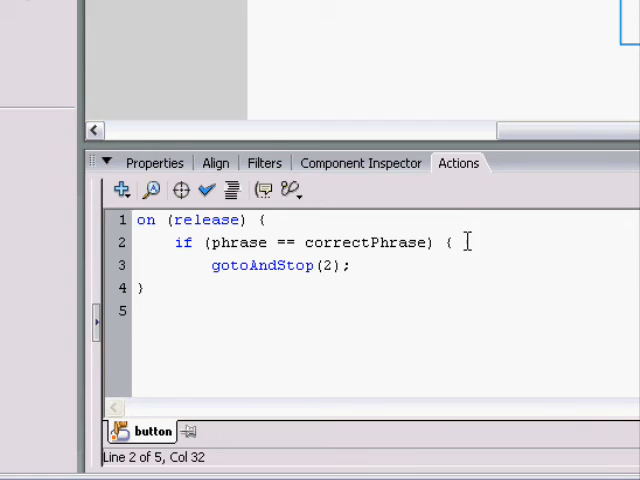 Properties Align Filters Component Inspector Actions
1 on (release) {
2 if (phrase == correctPhrase) {
3 gotoAndStop(2);
4 }
5
button
Line 2 of 5, Col 32